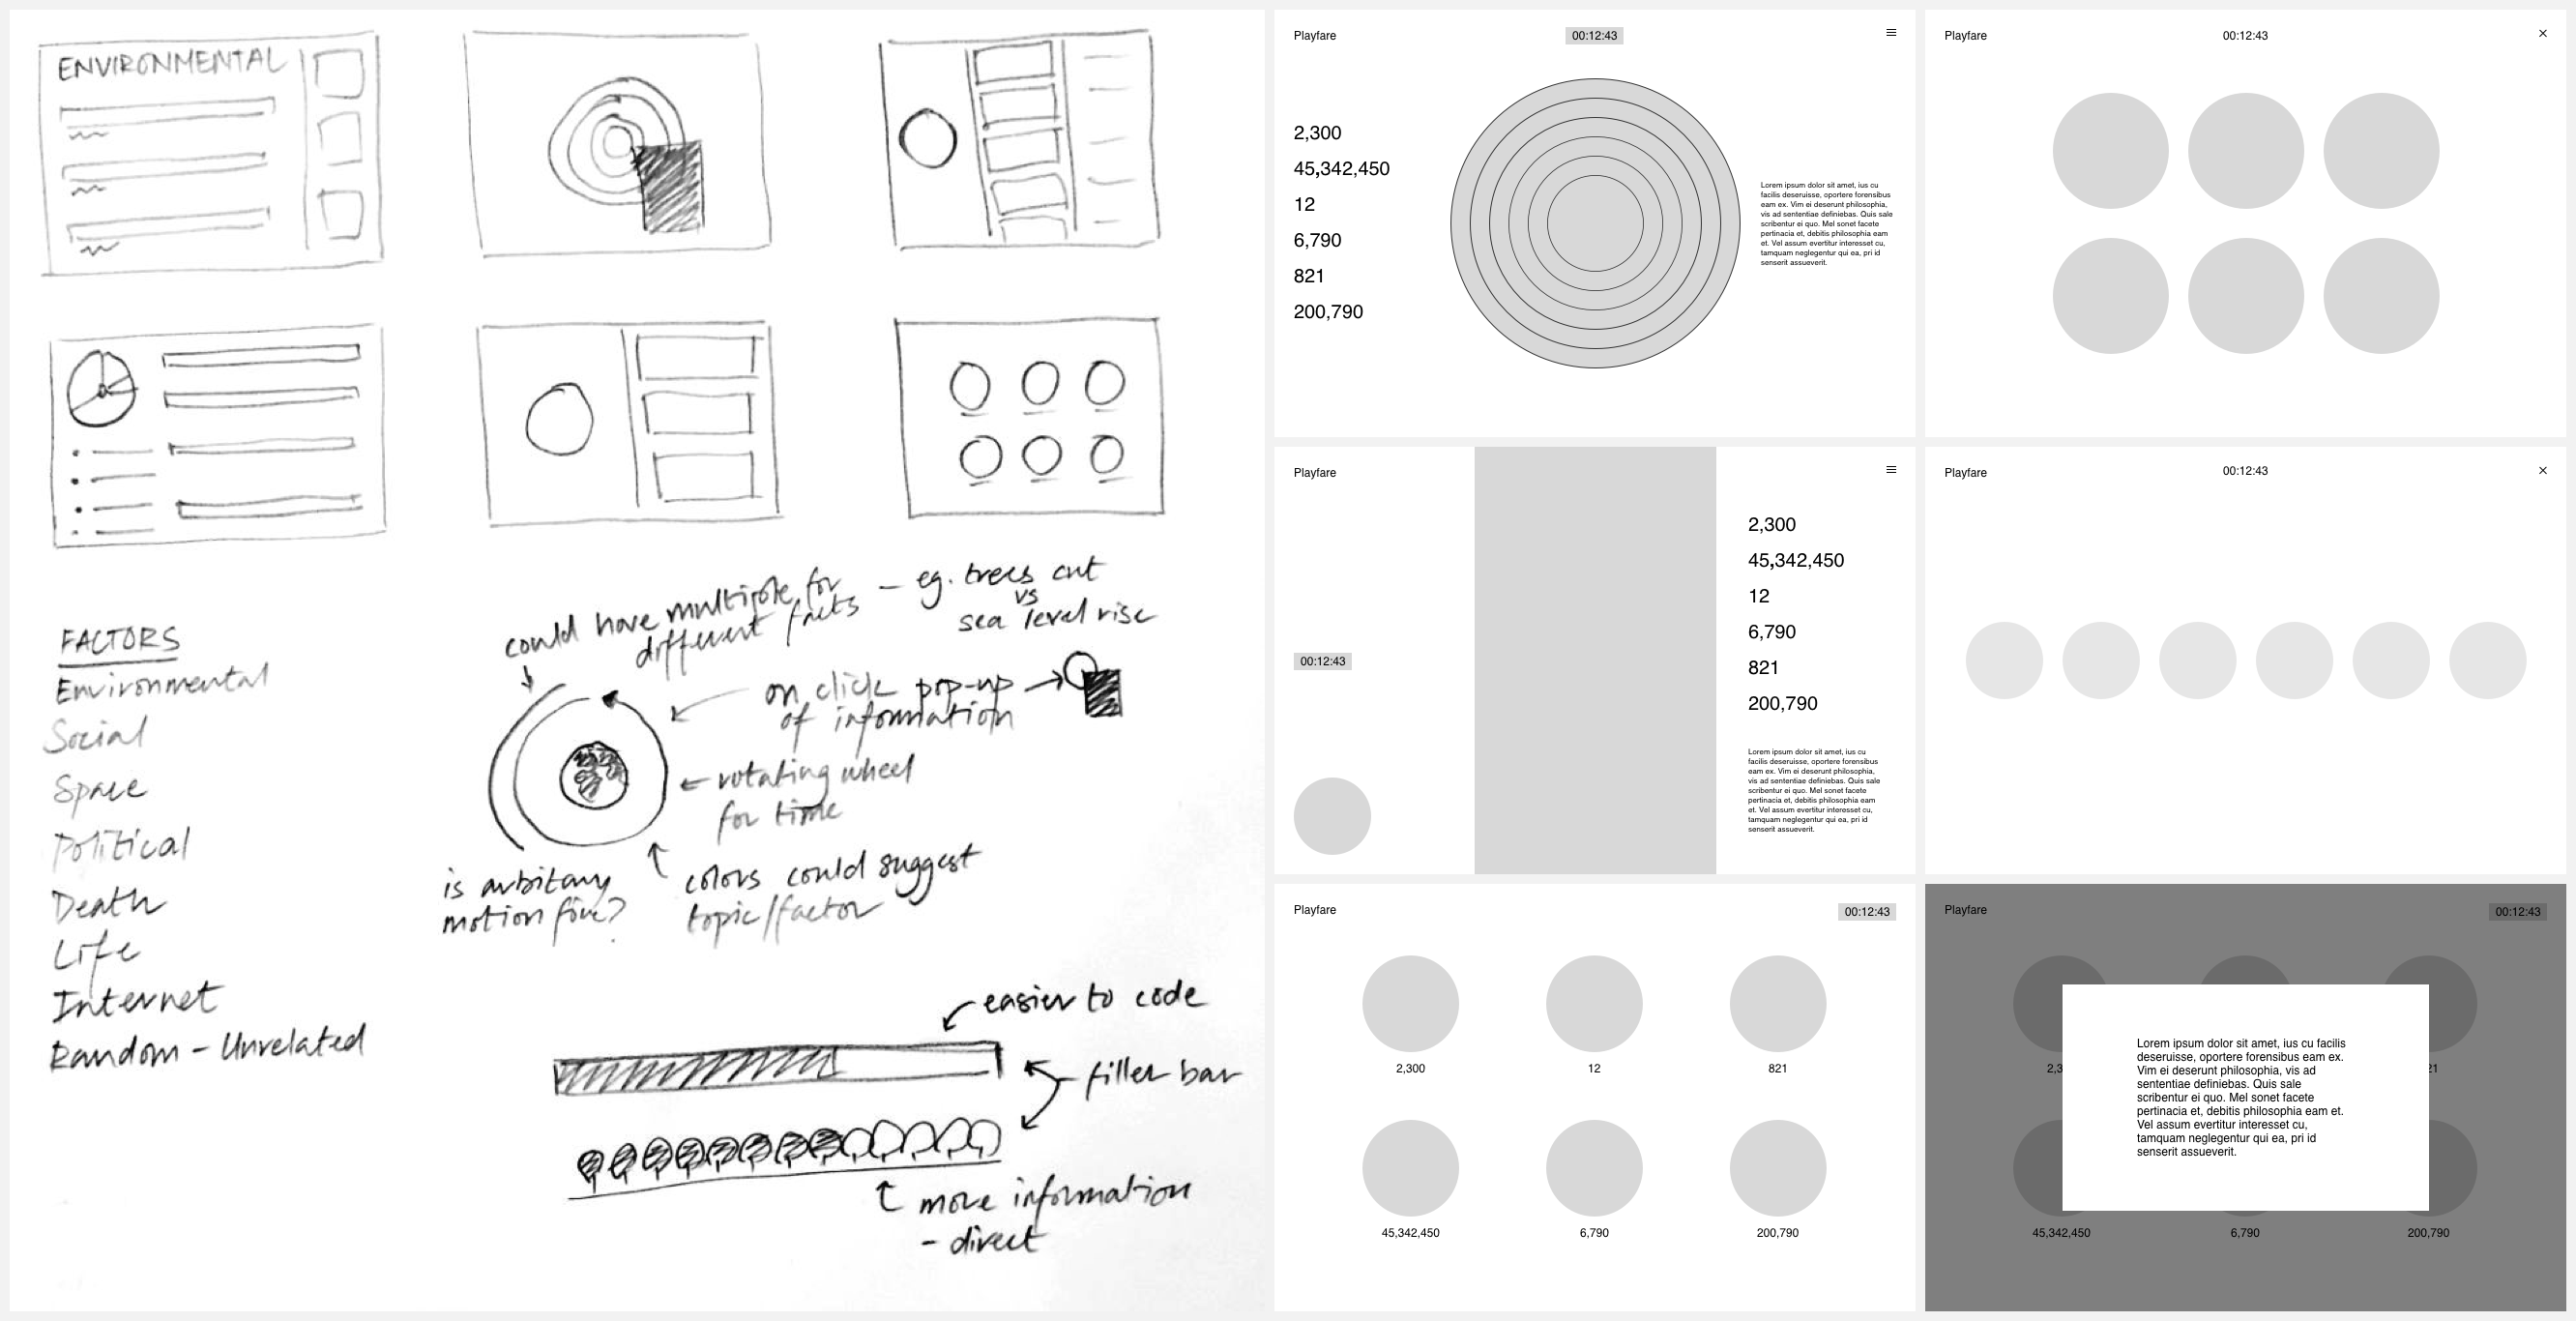 ENVIRONMENTAL
could have multiple for
different facts
– eg. trees cut
vs
sea level rise
FACTORS
Environmental
Social
Space
Political
Death
Life
Internet
Random – Unrelated
on click pop-up
of information
rotating wheel
for time
is arbitary
motion fine?
colors could suggest
topic/factor
easier to code
filler bar
more information
- direct
Playfare
00:12:43
2,300
45,342,450
12
6,790
821
200,790
Lorem ipsum dolor sit amet, ius cu
facilis deseruisse, oportere forensibus
eam ex. Vim ei deserunt philosophia,
vis ad sententiae definiebas. Quis sale
scribentur ei quo. Mel sonet facete
pertinacia et, debitis philosophia eam
et. Vel assum evertitur interesset cu,
tamquam neglegentur qui ea, pri id
senserit assueverit.
Playfare
00:12:43
Playfare
00:12:43
2,300
45,342,450
12
6,790
821
200,790
Lorem ipsum dolor sit amet, ius cu
facilis deseruisse, oportere forensibus
eam ex. Vim ei deserunt philosophia,
vis ad sententiae definiebas. Quis sale
scribentur ei quo. Mel sonet facete
pertinacia et, debitis philosophia eam
et. Vel assum evertitur interesset cu,
tamquam neglegentur qui ea, pri id
senserit assueverit.
Playfare
00:12:43
Playfare
00:12:43
2,300
12
821
45,342,450
6,790
200,790
Playfare
00:12:43
2,3
21
Lorem ipsum dolor sit amet, ius cu facilis
deseruisse, oportere forensibus eam ex.
Vim ei deserunt philosophia, vis ad
sententiae definiebas. Quis sale
scribentur ei quo. Mel sonet facete
pertinacia et, debitis philosophia eam et.
Vel assum evertitur interesset cu,
tamquam neglegentur qui ea, pri id
senserit assueverit.
45,342,450
6,790
200,790